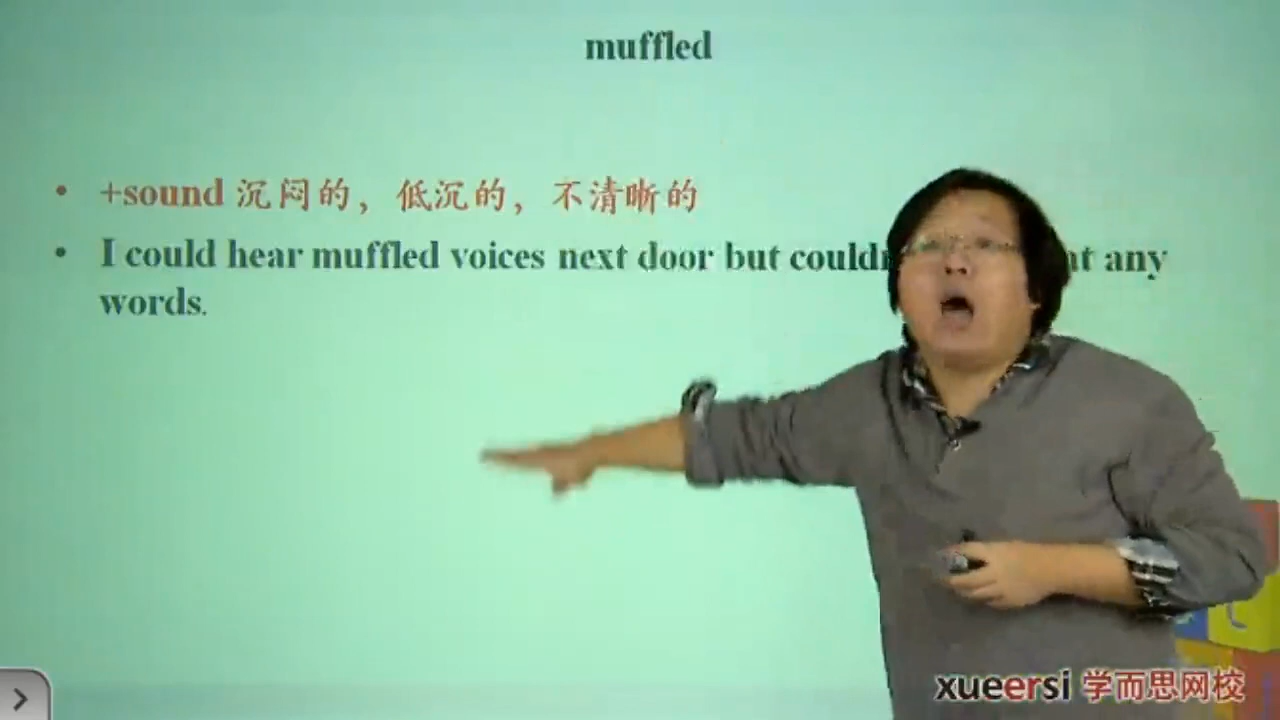 muffled
• +sound 沉闷的，低沉的，不清晰的
• I could hear muffled voices next door but any
words.
xueersi 学而思网校